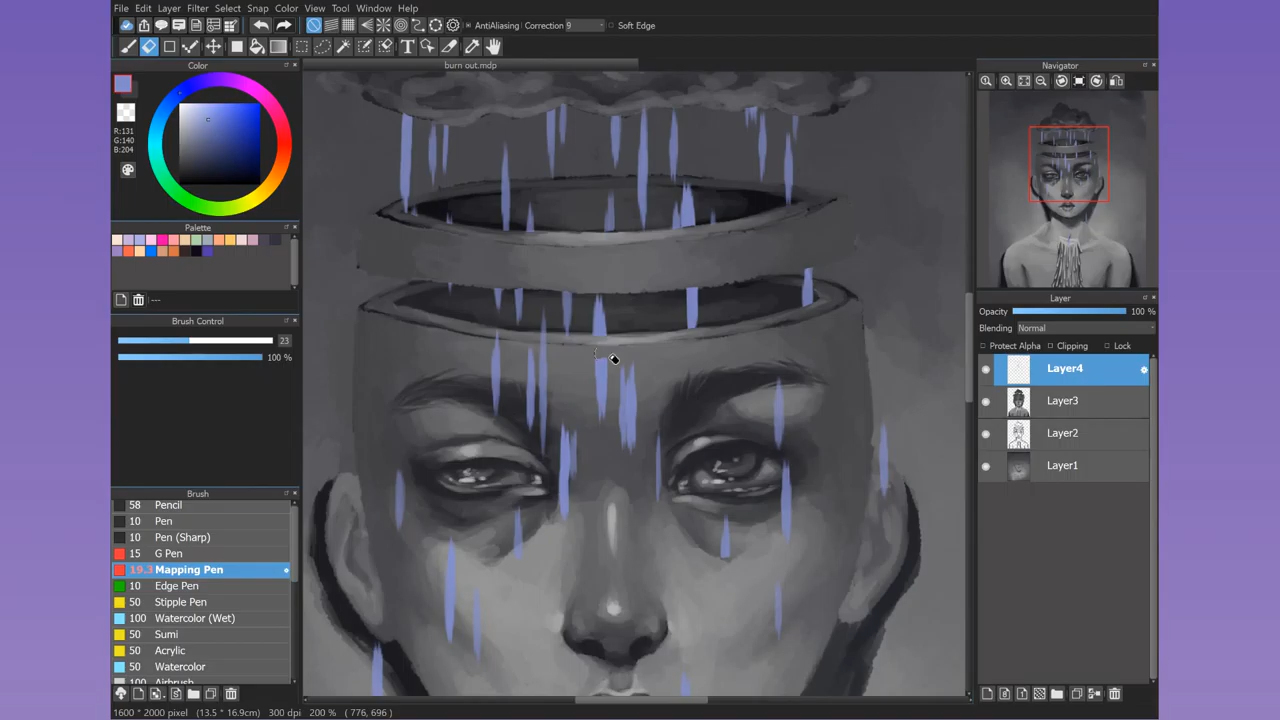 File Edit Layer Filter Select Snap Color View Tool Window Help
AntiAliasing Correction 9 Soft Edge
Color
burn out.mdp
Navigator
R:131
G:140
B:204
Palette
---
Brush Control
23
100 %
Layer
Opacity 100 %
Blending Normal
Protect Alpha Clipping Lock
Layer4
Layer3
Layer2
Layer1
Brush
58 Pencil
10 Pen
10 Pen (Sharp)
15 G Pen
19.3 Mapping Pen
10 Edge Pen
50 Stipple Pen
100 Watercolor (Wet)
50 Sumi
50 Acrylic
50 Watercolor
100 Airbrush
1600 * 2000 pixel (13.5 * 16.9cm) 300 dpi 200 % ( 776, 696 )